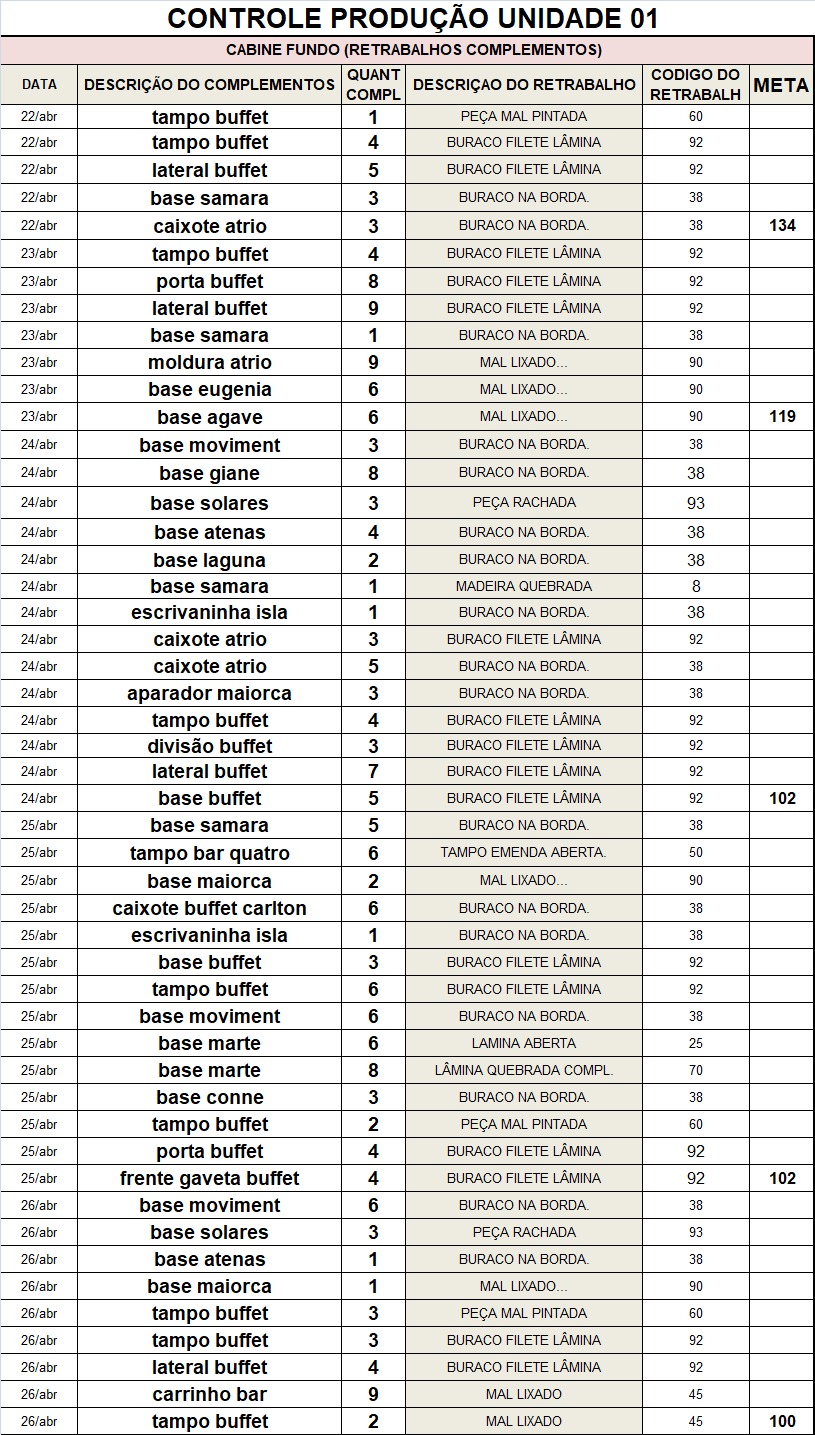 CONTROLE PRODUÇÃO UNIDADE 01
CABINE FUNDO (RETRABALHOS COMPLEMENTOS)
DATA DESCRIÇÃO DO COMPLEMENTOS QUANT COMPL DESCRIÇAO DO RETRABALHO CODIGO DO RETRABALH META
22/abr tampo buffet 1 PEÇA MAL PINTADA 60
22/abr tampo buffet 4 BURACO FILETE LÂMINA 92
22/abr lateral buffet 5 BURACO FILETE LÂMINA 92
22/abr base samara 3 BURACO NA BORDA. 38
22/abr caixote atrio 3 BURACO NA BORDA. 38 134
23/abr tampo buffet 4 BURACO FILETE LÂMINA 92
23/abr porta buffet 8 BURACO FILETE LÂMINA 92
23/abr lateral buffet 9 BURACO FILETE LÂMINA 92
23/abr base samara 1 BURACO NA BORDA. 38
23/abr moldura atrio 9 MAL LIXADO... 90
23/abr base eugenia 6 MAL LIXADO... 90
23/abr base agave 6 MAL LIXADO... 90 119
24/abr base moviment 3 BURACO NA BORDA. 38
24/abr base giane 8 BURACO NA BORDA. 38
24/abr base solares 3 PEÇA RACHADA 93
24/abr base atenas 4 BURACO NA BORDA. 38
24/abr base laguna 2 BURACO NA BORDA. 38
24/abr base samara 1 MADEIRA QUEBRADA 8
24/abr escrivaninha isla 1 BURACO NA BORDA. 38
24/abr caixote atrio 3 BURACO FILETE LÂMINA 92
24/abr caixote atrio 5 BURACO NA BORDA. 38
24/abr aparador maiorca 3 BURACO NA BORDA. 38
24/abr tampo buffet 4 BURACO FILETE LÂMINA 92
24/abr divisão buffet 3 BURACO FILETE LÂMINA 92
24/abr lateral buffet 7 BURACO FILETE LÂMINA 92
24/abr base buffet 5 BURACO FILETE LÂMINA 92 102
25/abr base samara 5 BURACO NA BORDA. 38
25/abr tampo bar quatro 6 TAMPO EMENDA ABERTA. 50
25/abr base maiorca 2 MAL LIXADO... 90
25/abr caixote buffet carlton 6 BURACO NA BORDA. 38
25/abr escrivaninha isla 1 BURACO NA BORDA. 38
25/abr base buffet 3 BURACO FILETE LÂMINA 92
25/abr tampo buffet 6 BURACO FILETE LÂMINA 92
25/abr base moviment 6 BURACO NA BORDA. 38
25/abr base marte 6 LAMINA ABERTA 25
25/abr base marte 8 LÂMINA QUEBRADA COMPL. 70
25/abr base conne 3 BURACO NA BORDA. 38
25/abr tampo buffet 2 PEÇA MAL PINTADA 60
25/abr porta buffet 4 BURACO FILETE LÂMINA 92
25/abr frente gaveta buffet 4 BURACO FILETE LÂMINA 92 102
26/abr base moviment 6 BURACO NA BORDA. 38
26/abr base solares 3 PEÇA RACHADA 93
26/abr base atenas 1 BURACO NA BORDA. 38
26/abr base maiorca 1 MAL LIXADO... 90
26/abr tampo buffet 3 PEÇA MAL PINTADA 60
26/abr tampo buffet 3 BURACO FILETE LÂMINA 92
26/abr lateral buffet 4 BURACO FILETE LÂMINA 92
26/abr carrinho bar 9 MAL LIXADO 45
26/abr tampo buffet 2 MAL LIXADO 45 100